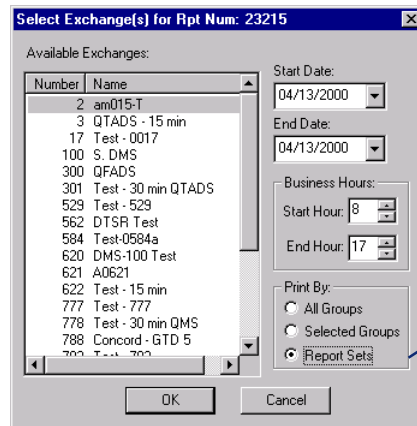 Select Exchange(s) for Rpt Num: 23215
Available Exchanges:
Number Name
2 am015-T
3 QTADS - 15 min
17 Test - 0017
100 S. DMS
300 QFADS
301 Test - 30 min QTADS
529 Test - 529
562 DTSR Test
584 Test-0584a
620 DMS-100 Test
621 A0621
622 Test - 15 min
777 Test - 777
778 Test - 30 min QMS
788 Concord - GTD 5
Start Date:
04/13/2000
End Date:
04/13/2000
Business Hours:
Start Hour: 8
End Hour: 17
Print By:
All Groups
Selected Groups
Report Sets
OK Cancel